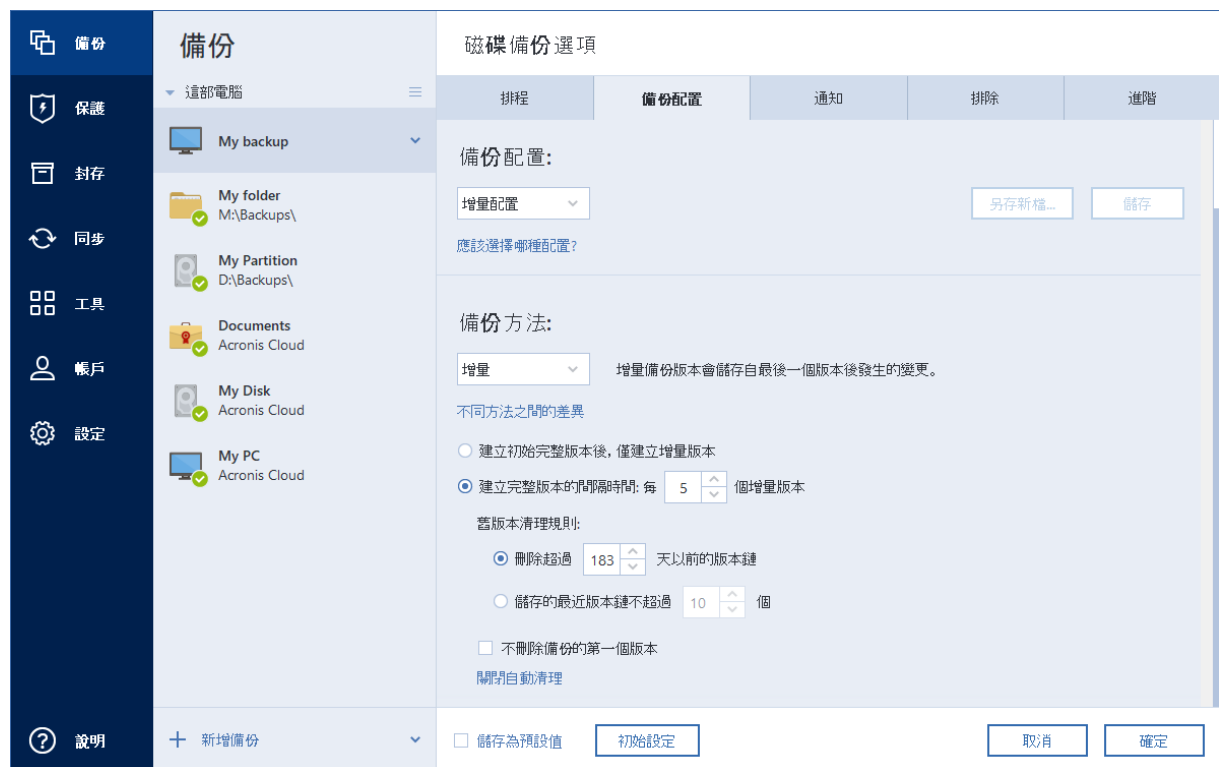 備份
保護
封存
同步
工具
帳戶
設定
說明
備份
這部電腦
My backup
My folder
M:\Backups\
My Partition
D:\Backups\
Documents
Acronis Cloud
My Disk
Acronis Cloud
My PC
Acronis Cloud
新增備份
磁碟備份選項
排程 備份配置 通知 排除 進階
備份配置:
增量配置 另存新檔... 儲存
應該選擇哪種配置?
備份方法:
增量 增量備份版本會儲存自最後一個版本後發生的變更。
不同方法之間的差異
建立初始完整版本後, 僅建立增量版本
建立完整版本的間隔時間: 每 5 個增量版本
舊版本清理規則:
刪除超過 183 天以前的版本鏈
儲存的最近版本鏈不超過 10 個
不刪除備份的第一個版本
關閉自動清理
儲存為預設值 初始設定 取消 確定